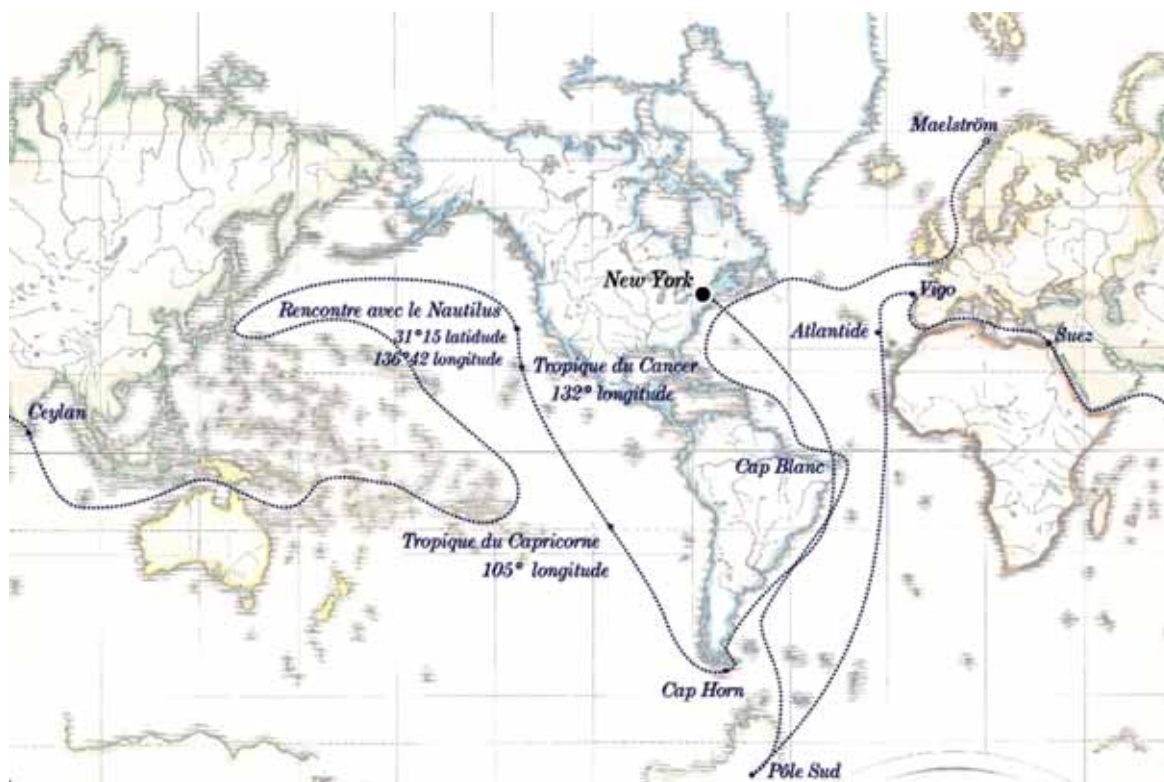 Maelström
New York
Vigo
Rencontre avec le Nautilus
31°15 latidude
136°42 longitude
Atlantide
Suez
Tropique du Cancer
132° longitude
Ceylan
Cap Blanc
Tropique du Capricorne
105° longitude
Cap Horn
Pôle Sud